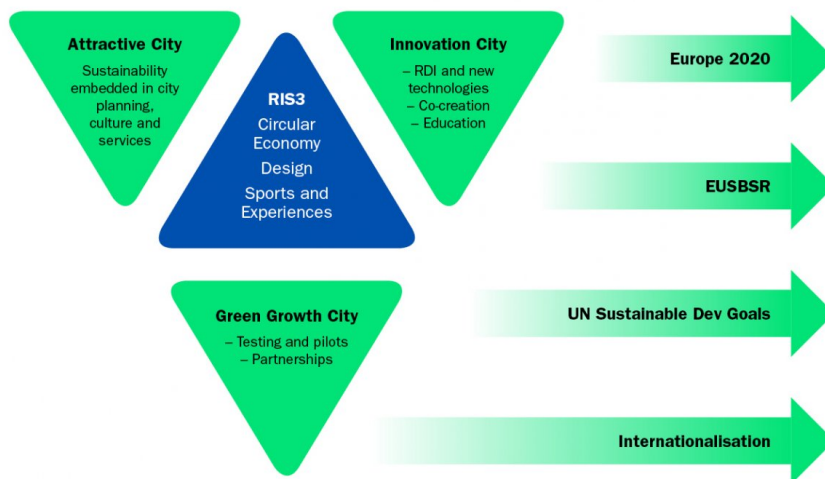 Attractive City
Sustainability
embedded in city
planning,
culture and
services
RIS3
Circular
Economy
Design
Sports and
Experiences
Innovation City
– RDI and new
technologies
– Co-creation
– Education
Green Growth City
– Testing and pilots
– Partnerships
Europe 2020
EUSBSR
UN Sustainable Dev Goals
Internationalisation